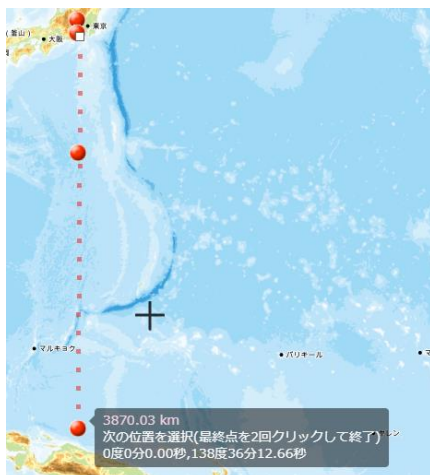 (釜山)
東京
大阪
マルキョク
パリキール
3870.03 km
次の位置を選択(最終点を2回クリックして終了)
0度0分0.00秒,138度36分12.66秒